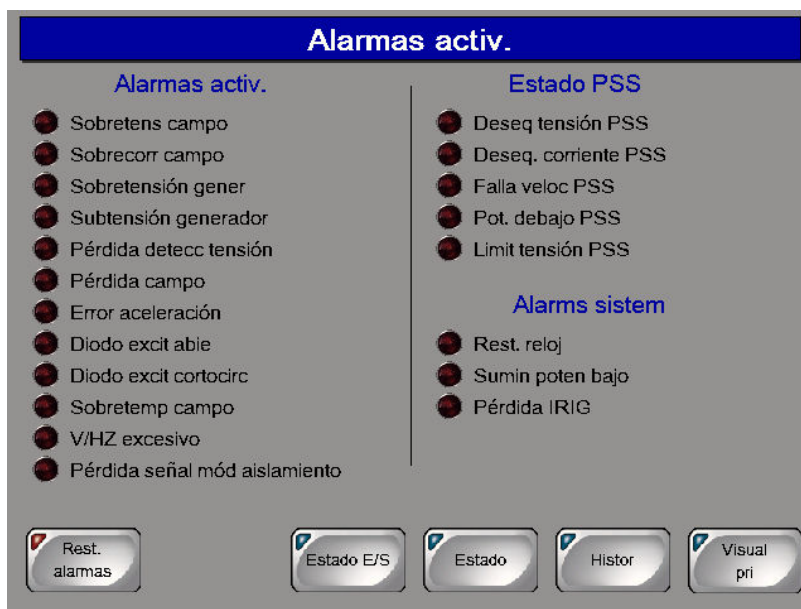 Alarmas activ.
Alarmas activ.
Sobretens campo
Sobrecorr campo
Sobretensión gener
Subtensión generador
Pérdida detecc tensión
Pérdida campo
Error aceleración
Diodo excit abie
Diodo excit cortocirc
Sobretemp campo
V/HZ excesivo
Pérdida señal mód aislamiento
Estado PSS
Deseq tensión PSS
Deseq. corriente PSS
Falla veloc PSS
Pot. debajo PSS
Limit tensión PSS
Alarms sistem
Rest. reloj
Sumin poten bajo
Pérdida IRIG
Rest.
alarmas
Estado E/S
Estado
Histor
Visual
pri